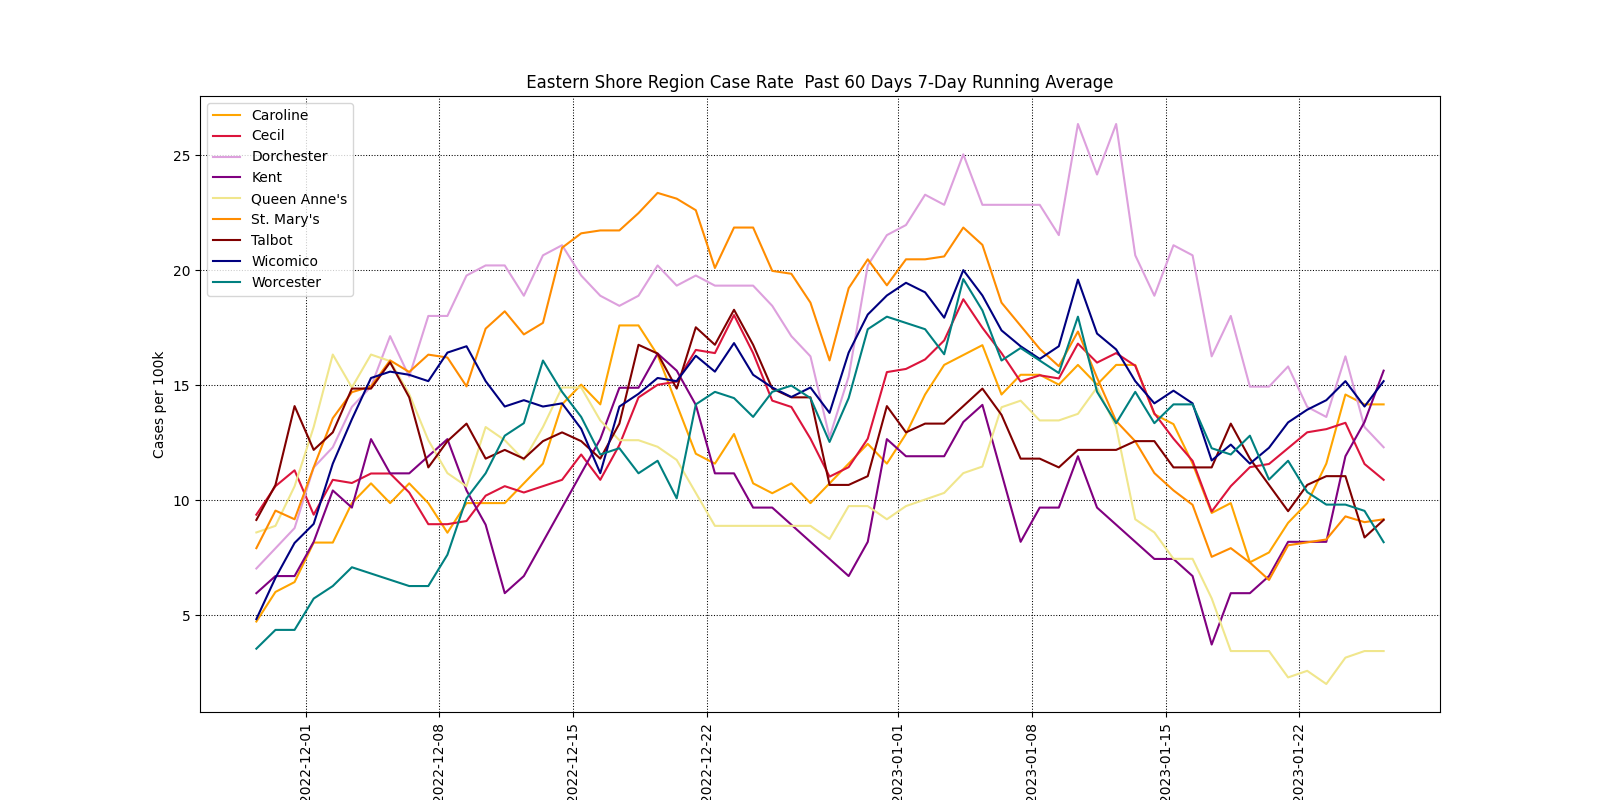 Eastern Shore Region Case Rate  Past 60 Days 7-Day Running Average
Caroline
Cecil
Dorchester
Kent
Queen Anne's
St. Mary's
Talbot
Wicomico
Worcester
Cases per 100k
25
20
15
10
5
2022-12-01
2022-12-08
2022-12-15
2022-12-22
2023-01-01
2023-01-08
2023-01-15
2023-01-22